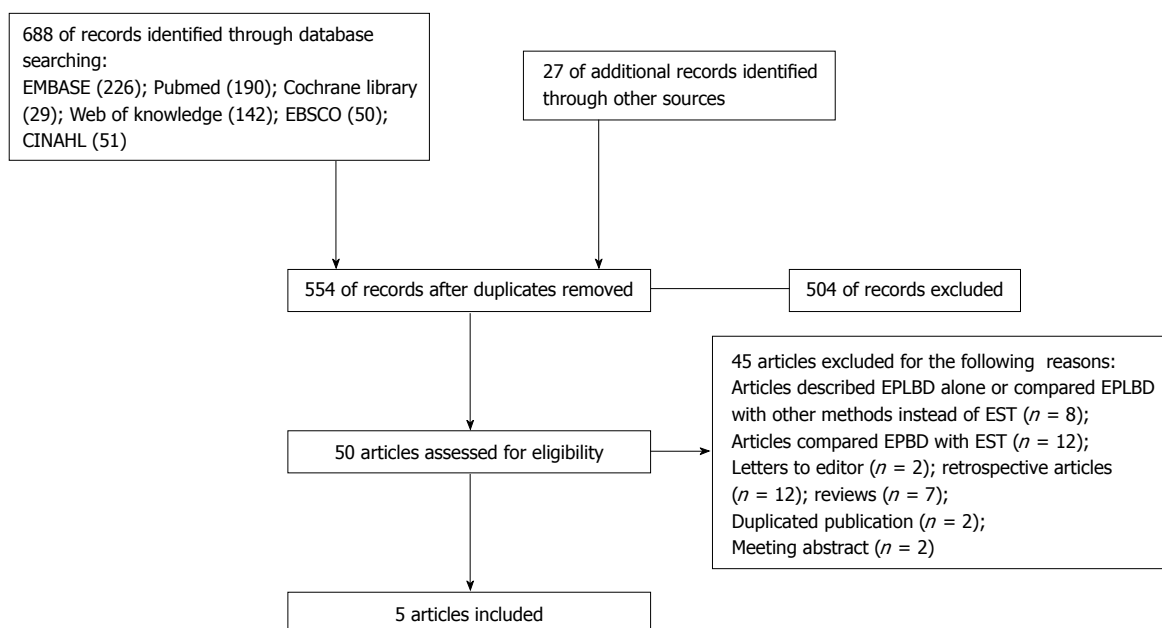 688 of records identified through database
searching:
EMBASE (226); Pubmed (190); Cochrane library
(29); Web of knowledge (142); EBSCO (50);
CINAHL (51)
27 of additional records identified
through other sources
554 of records after duplicates removed
504 of records excluded
45 articles excluded for the following reasons:
Articles described EPLBD alone or compared EPLBD
with other methods instead of EST (n = 8);
Articles compared EPBD with EST (n = 12);
Letters to editor (n = 2); retrospective articles
(n = 12); reviews (n = 7);
Duplicated publication (n = 2);
Meeting abstract (n = 2)
50 articles assessed for eligibility
5 articles included